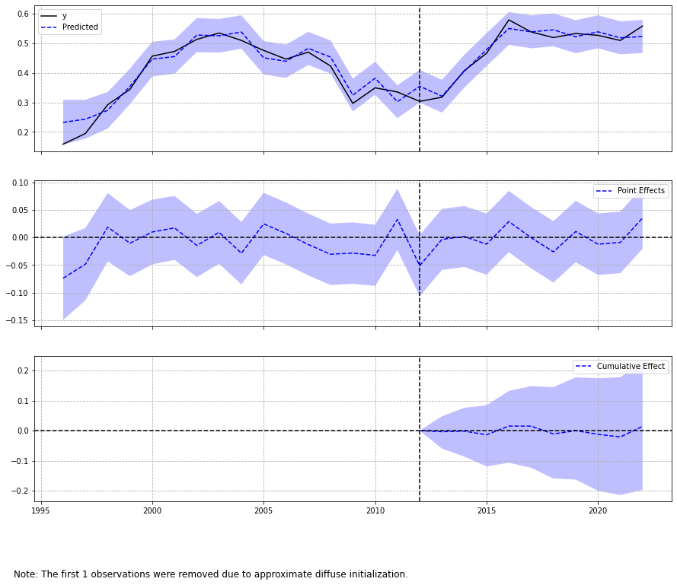 0.6
y
Predicted
0.5
0.4
0.3
0.2
0.10
Point Effects
0.05
0.00
−0.05
−0.10
−0.15
0.2
Cumulative Effect
0.1
0.0
−0.1
−0.2
1995 2000 2005 2010 2015 2020
Note: The first 1 observations were removed due to approximate diffuse initialization.